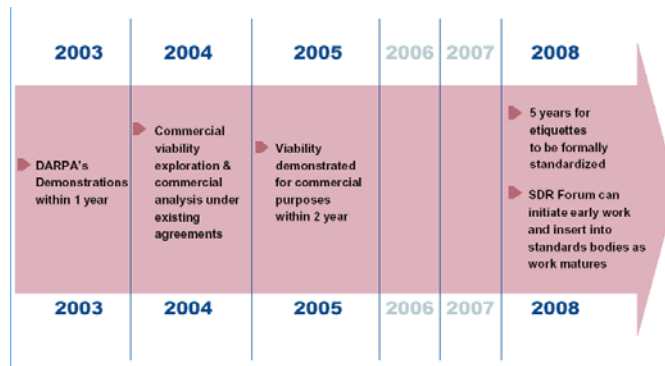 2003 2004 2005 2006 2007 2008
DARPA's
Demonstrations
within 1 year
Commercial
viability
exploration &
commercial
analysis under
existing
agreements
Viability
demonstrated
for commercial
purposes
within 2 year
5 years for
etiquettes
to be formally
standardized
SDR Forum can
initiate early work
and insert into
standards bodies as
work matures
2003 2004 2005 2006 2007 2008